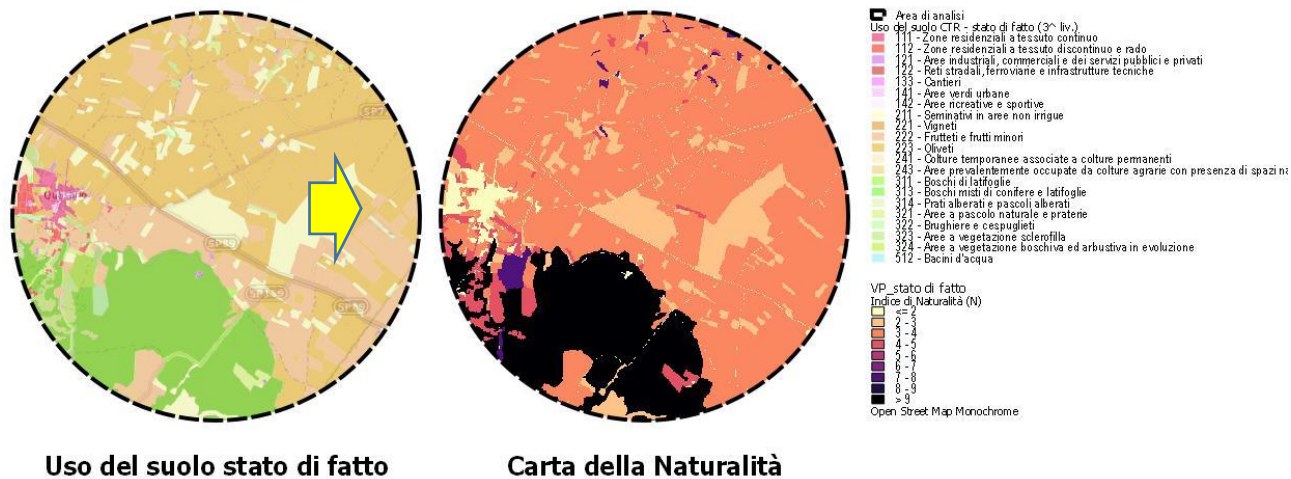 Area di analisi
Uso del suolo CTR - stato di fatto (3^ liv.)
111 - Zone residenziali a tessuto continuo
112 - Zone residenziali a tessuto discontinuo e rado
121 - Aree industriali, commerciali e dei servizi pubblici e privati
122 - Reti stradali, ferroviane e infrastrutture tecniche
133 - Cantieri
141 - Aree verdi urbane
142 - Aree ricreative e sportive
211 - Seminativi in aree non irrigue
221 - Vigneti
222 - Frutteti e frutti minori
223 - Oliveti
241 - Colture temporanee associate a colture permanenti
243 - Aree prevalentemente occupate da colture agrarie con presenza di spazi na
311 - Boschi di latifoglie
313 - Boschi misti di conifere e latifoglie
314 - Prati alberati e pascoli alberati
321 - Aree a pascolo naturale e praterie
322 - Brughiere e cespuglieti
323 - Aree a vegetazione sclerofilla
324 - Aree a vegetazione boschiva ed arbustiva in evoluzione
512 - Bacini d'acqua
VP_stato di fatto
Indice di Naturalità (N)
<= 2
2 - 3
3 - 4
4 - 5
5 - 6
6 - 7
7 - 8
8 - 9
> 9
Open Street Map Monochrome
SP89
Uso del suolo stato di fatto
Carta della Naturalità